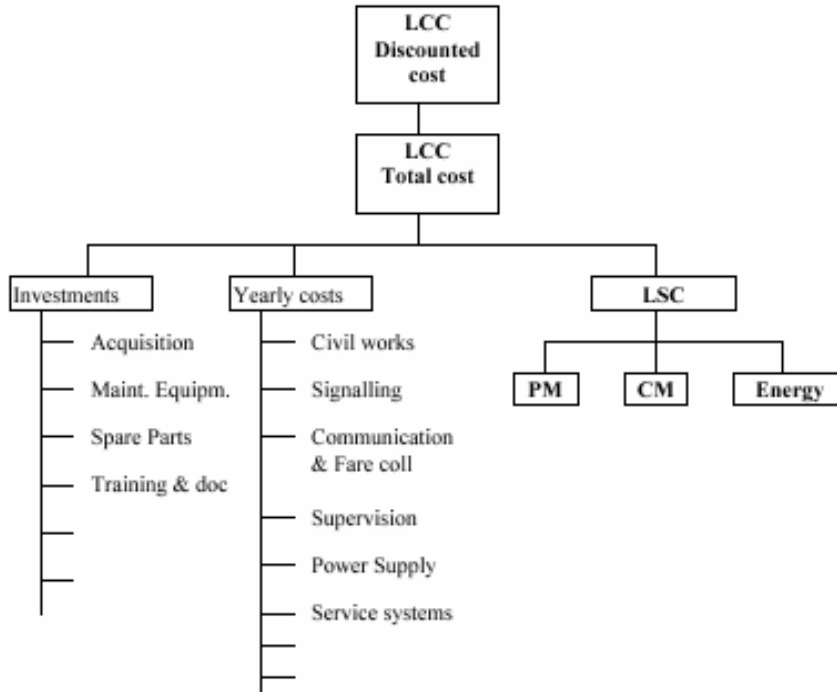 LCC
Discounted
cost
LCC
Total cost
Investments
Yearly costs
LSC
Acquisition
Maint. Equipm.
Spare Parts
Training & doc
Civil works
Signalling
Communication
& Fare coll
Supervision
Power Supply
Service systems
PM
CM
Energy